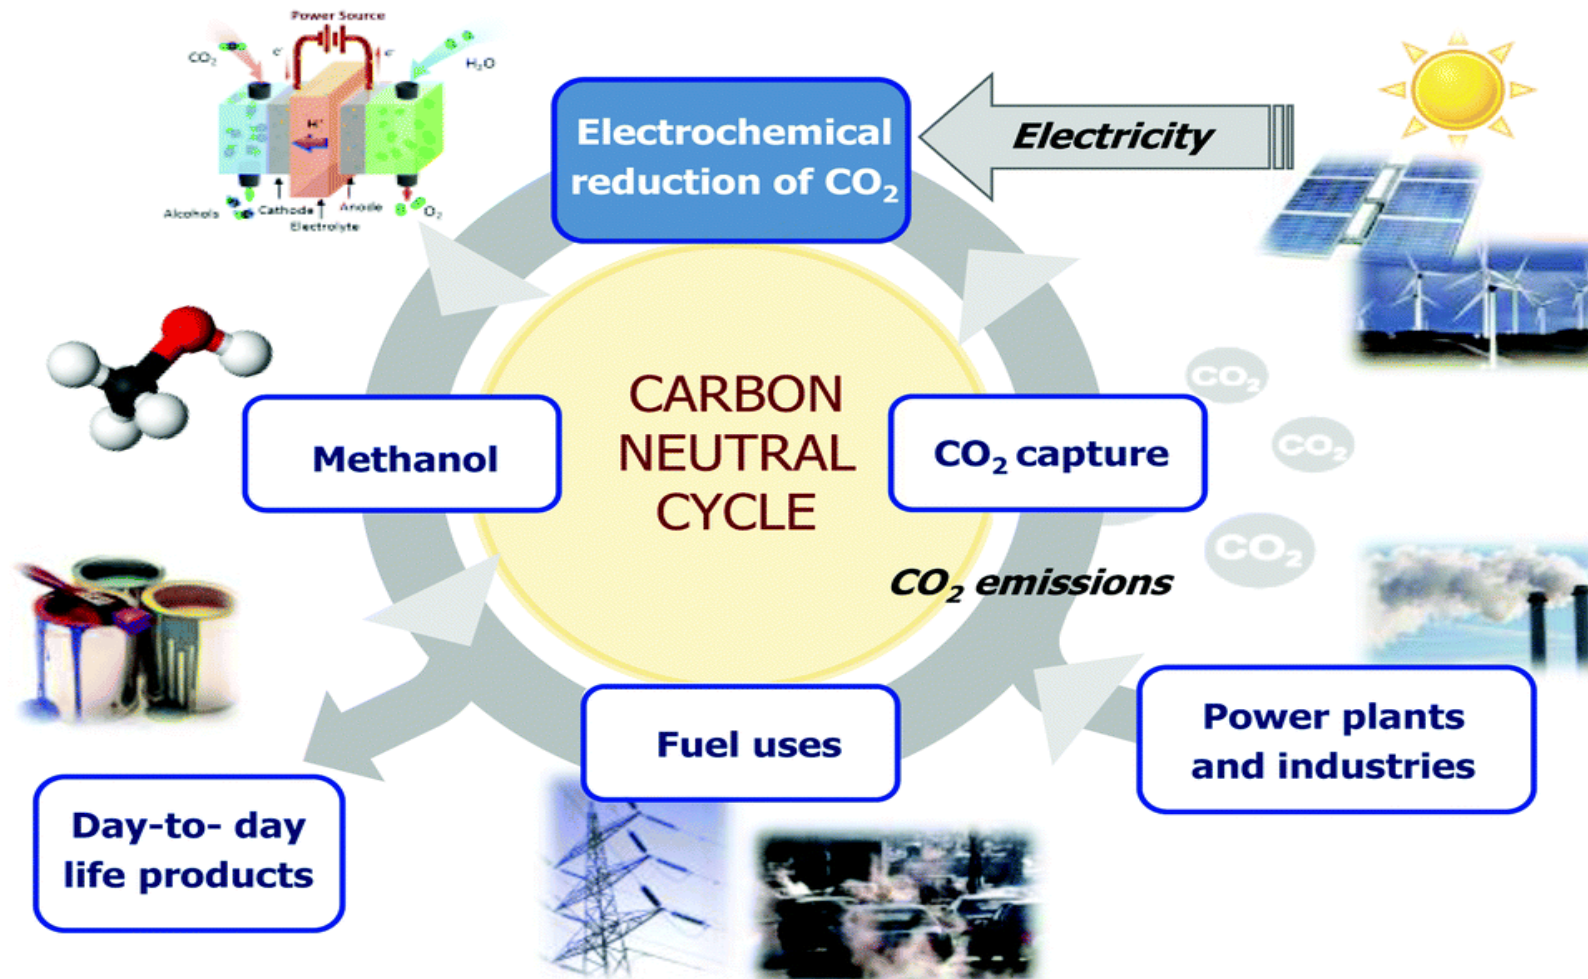 Power Source
CO₂
e⁻
e⁻
H₂O
H⁺
Alcohols
Cathode
Anode
O₂
Electrolyte
Electrochemical
reduction of CO₂
Electricity
CARBON
NEUTRAL
CYCLE
Methanol
CO₂ capture
CO₂
CO₂
CO₂
CO₂ emissions
Fuel uses
Power plants
and industries
Day-to- day
life products